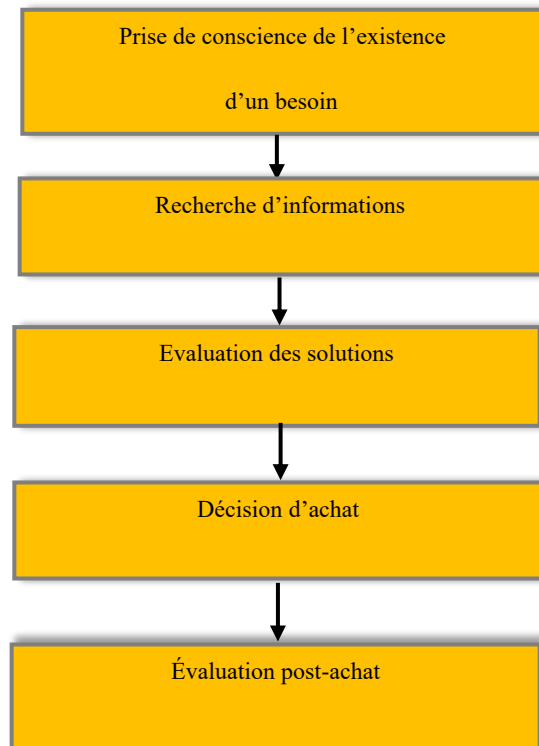 Prise de conscience de l’existence
d’un besoin
Recherche d’informations
Evaluation des solutions
Décision d’achat
Évaluation post-achat